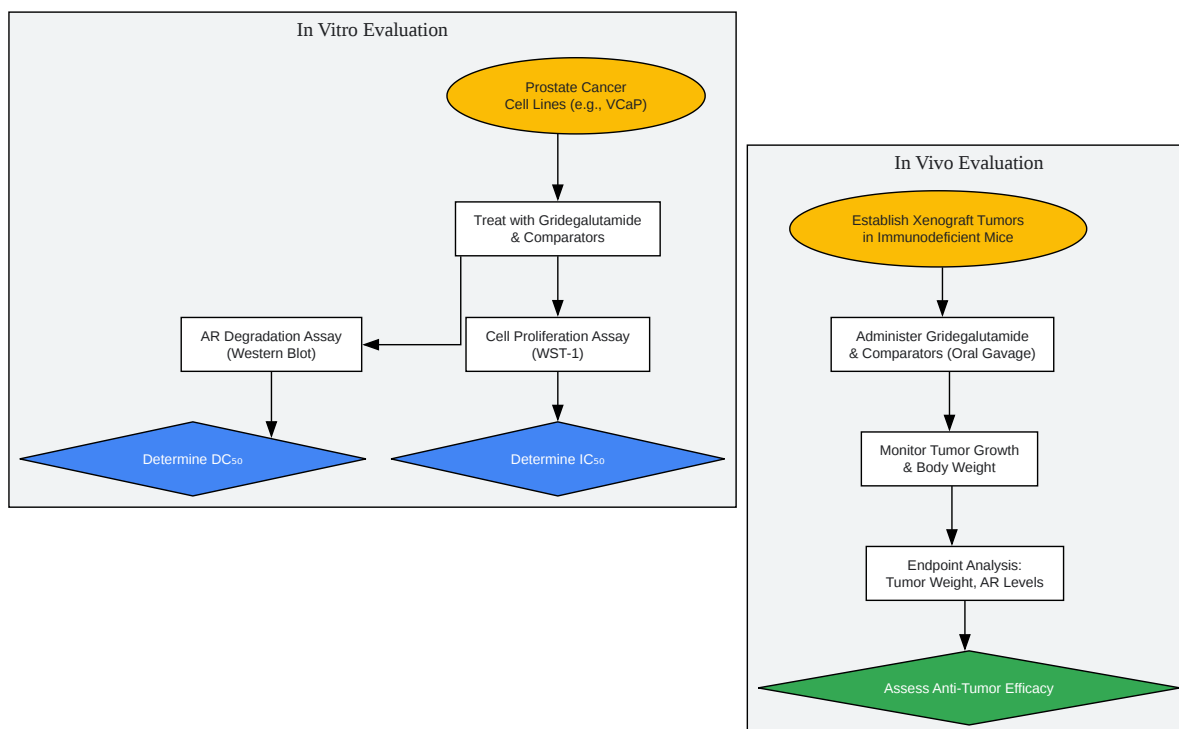 In Vitro Evaluation
Prostate Cancer
Cell Lines (e.g., VCaP)
Treat with Gridegalutamide
& Comparators
AR Degradation Assay
(Western Blot)
Cell Proliferation Assay
(WST-1)
Determine DC₅₀
Determine IC₅₀
In Vivo Evaluation
Establish Xenograft Tumors
in Immunodeficient Mice
Administer Gridegalutamide
& Comparators (Oral Gavage)
Monitor Tumor Growth
& Body Weight
Endpoint Analysis:
Tumor Weight, AR Levels
Assess Anti-Tumor Efficacy